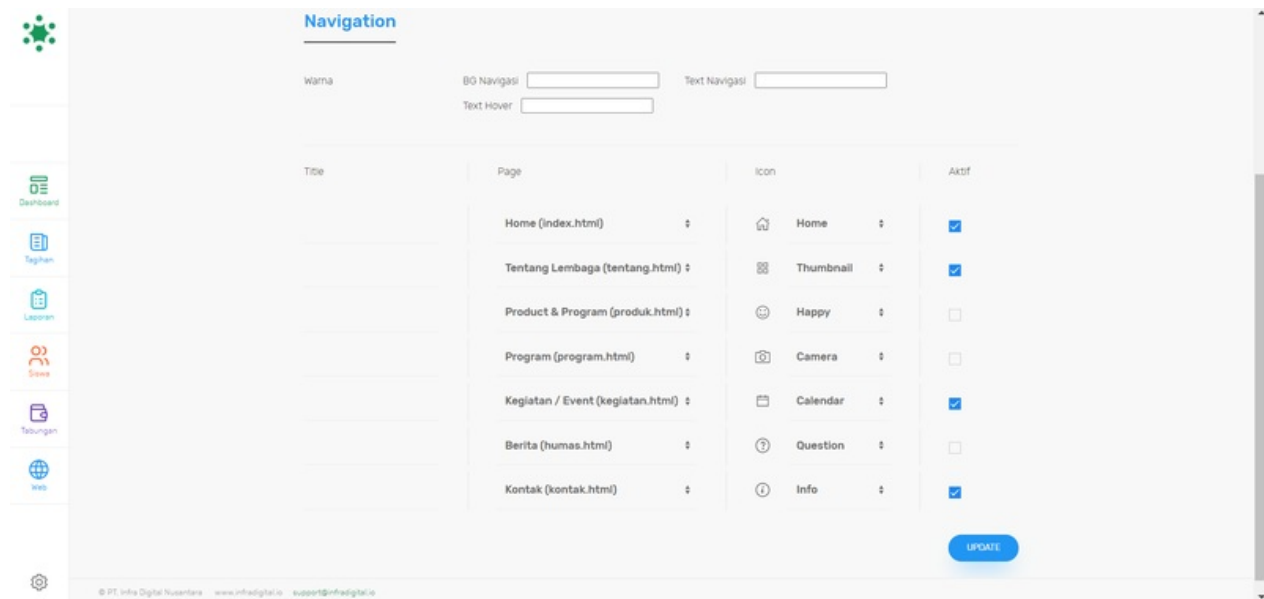 Navigation
Warna BG Navigasi Text Navigasi
Text Hover
Title Page Icon Aktif
Dashboard
Home (index.html) Home
Tagihan
Tentang Lembaga (tentang.html) Thumbnail
Laporan
Product & Program (produk.html) Happy
Siswa
Program (program.html) Camera
Kegiatan / Event (kegiatan.html) Calendar
Tabungan
Berita (humas.html) Question
Web
Kontak (kontak.html) Info
UPDATE
© PT. Infra Digital Nusantara www.infradigital.io support@infradigital.io